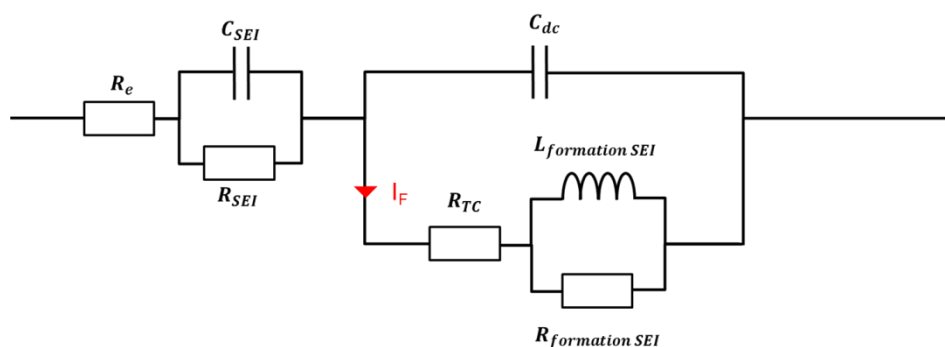 C_SEI
C_dc
R_e
R_SEI
L_formation SEI
I_F
R_TC
R_formation SEI